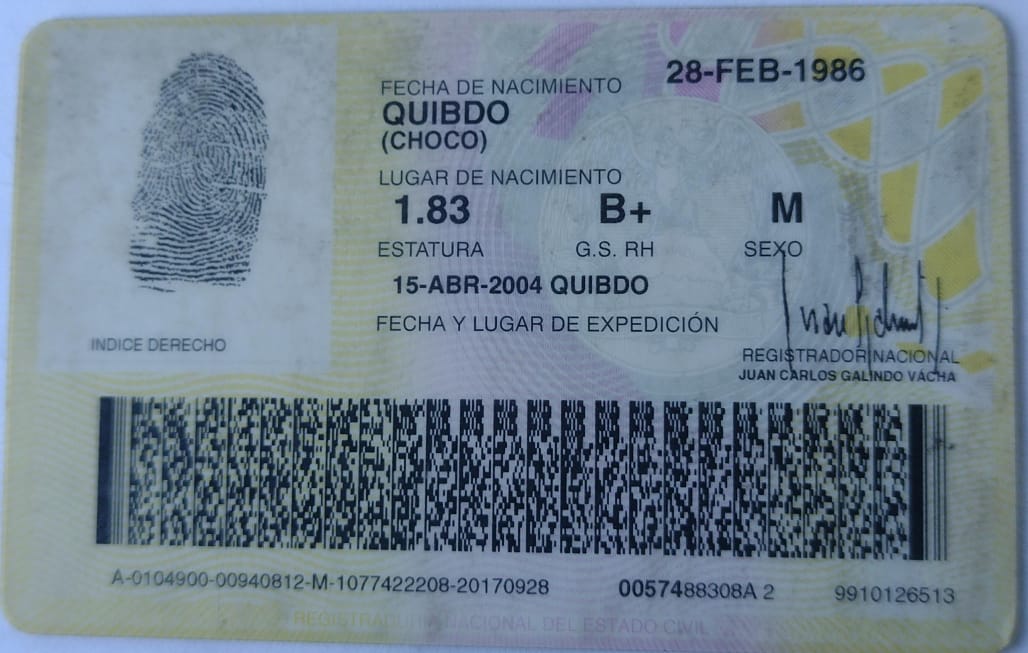 28-FEB-1986
FECHA DE NACIMIENTO
QUIBDO
(CHOCO)
LUGAR DE NACIMIENTO
1.83 B+ M
ESTATURA G.S. RH SEXO
15-ABR-2004 QUIBDO
FECHA Y LUGAR DE EXPEDICIÓN
INDICE DERECHO
REGISTRADOR NACIONAL
JUAN CARLOS GALINDO VÁCHA
A-0104900-00940812-M-1077422208-20170928 0057488308A 2 9910126513
REGISTRADURIA NACIONAL DEL ESTADO CIVIL